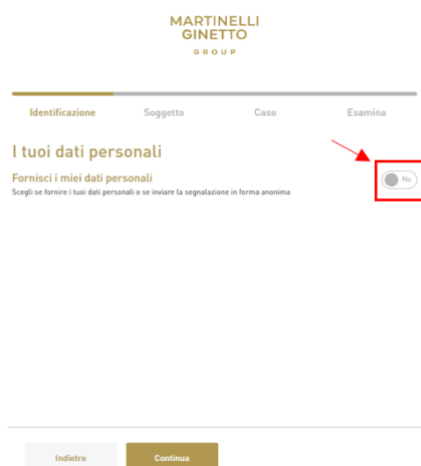 MARTINELLI
GINETTO
GROUP
Identificazione Soggetto Caso Esamina
I tuoi dati personali
Fornisci i miei dati personali
No
Scegli se fornire i tuoi dati personali o se inviare la segnalazione in forma anonima
Indietro Continua